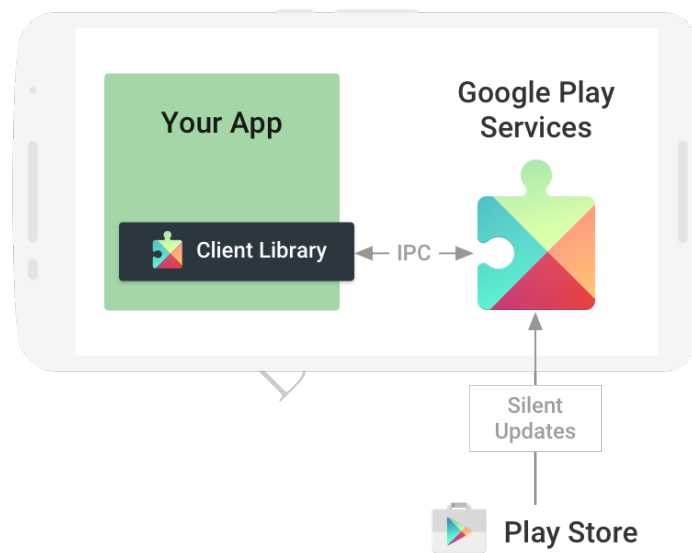 Your App
Google Play
Services
Client Library
IPC
Silent
Updates
Play Store